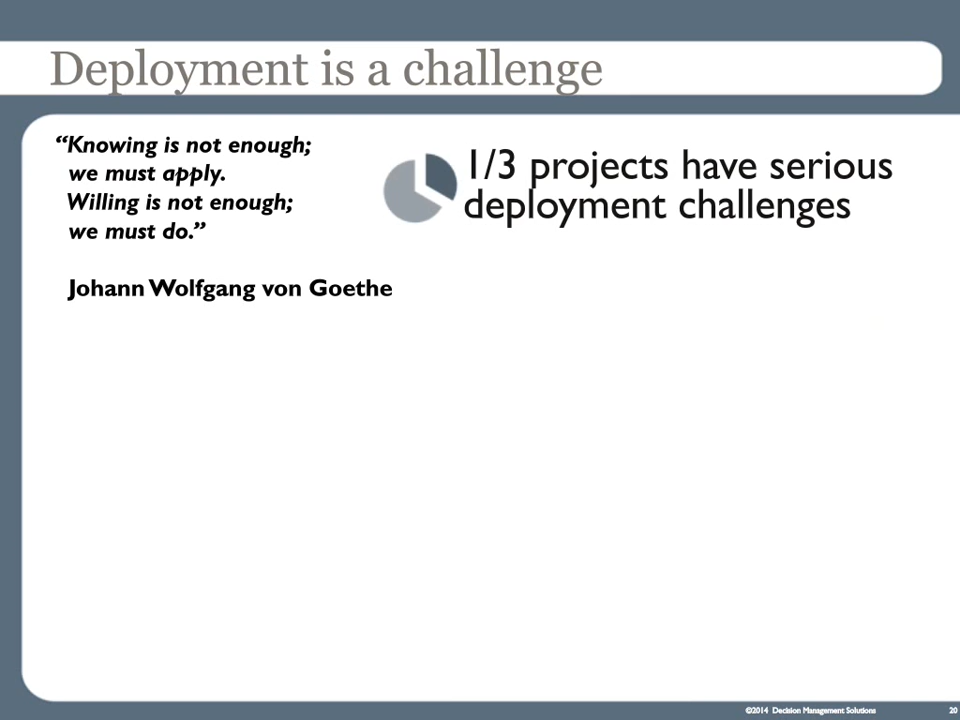 Deployment is a challenge
“Knowing is not enough;
we must apply.
Willing is not enough;
we must do.”
Johann Wolfgang von Goethe
1/3 projects have serious
deployment challenges
©2014 Decision Management Solutions
20